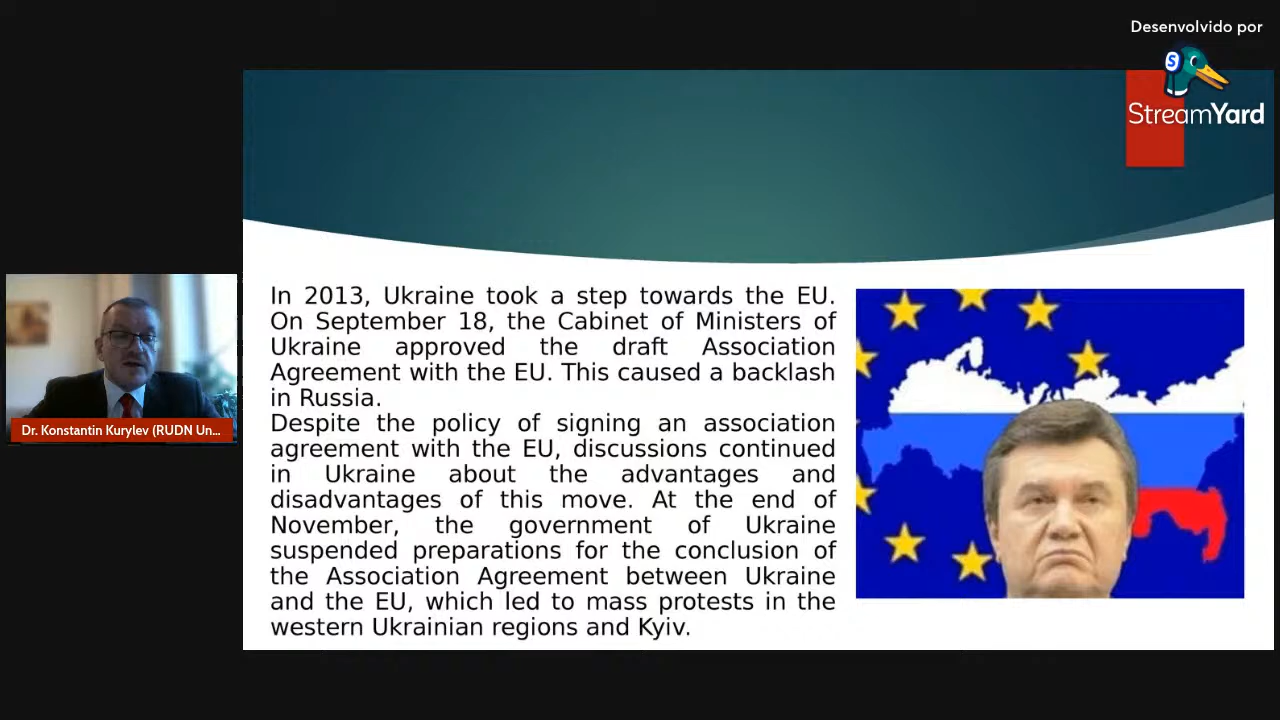 Desenvolvido por
StreamYard
In 2013, Ukraine took a step towards the EU.
On September 18, the Cabinet of Ministers of
Ukraine approved the draft Association
Agreement with the EU. This caused a backlash
in Russia.
Despite the policy of signing an association
agreement with the EU, discussions continued
in Ukraine about the advantages and
disadvantages of this move. At the end of
November, the government of Ukraine
suspended preparations for the conclusion of
the Association Agreement between Ukraine
and the EU, which led to mass protests in the
western Ukrainian regions and Kyiv.
Dr. Konstantin Kurylev (RUDN Un...